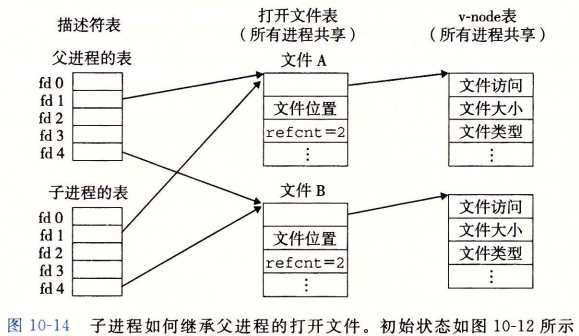 描述符表
打开文件表
（所有进程共享）
v-node表
（所有进程共享）
父进程的表
fd 0
fd 1
fd 2
fd 3
fd 4
文件 A
文件位置
refcnt=2
⋮
文件访问
文件大小
文件类型
⋮
子进程的表
fd 0
fd 1
fd 2
fd 3
fd 4
文件 B
文件位置
refcnt=2
⋮
文件访问
文件大小
文件类型
⋮
图 10-14 子进程如何继承父进程的打开文件。初始状态如图 10-12 所示